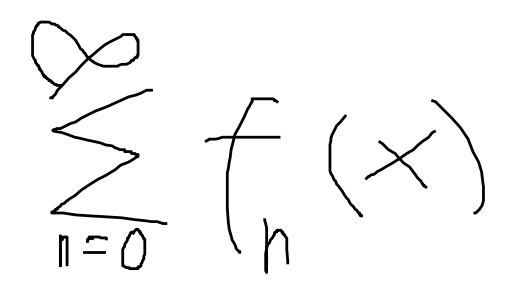 ∞
∑ fₙ(x)
n=0